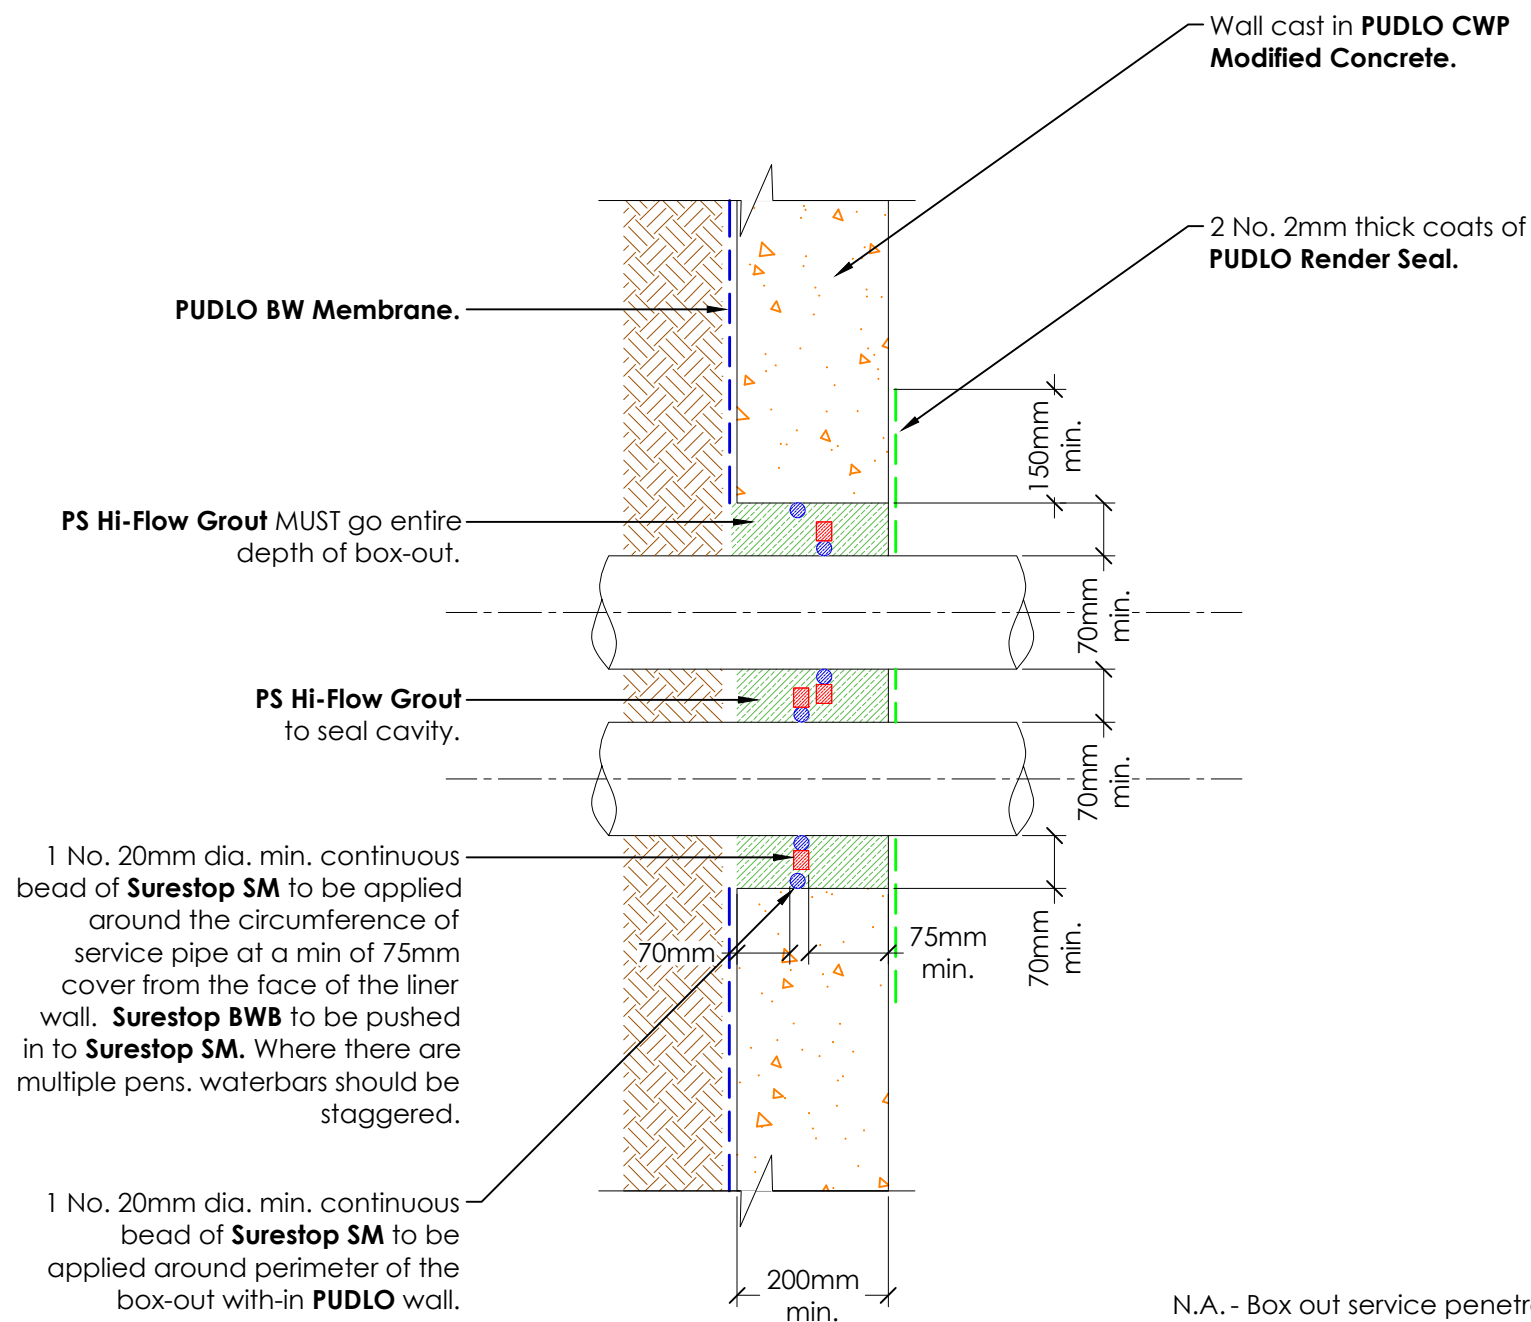 Wall cast in PUDLO CWP
Modified Concrete.
2 No. 2mm thick coats of
PUDLO Render Seal.
PUDLO BW Membrane.
150mm
min.
PS Hi-Flow Grout MUST go entire
depth of box-out.
70mm
min.
PS Hi-Flow Grout
to seal cavity.
70mm
min.
1 No. 20mm dia. min. continuous
bead of Surestop SM to be applied
around the circumference of
service pipe at a min of 75mm
cover from the face of the liner
wall. Surestop BWB to be pushed
in to Surestop SM. Where there are
multiple pens. waterbars should be
staggered.
70mm
75mm
min.
70mm
min.
1 No. 20mm dia. min. continuous
bead of Surestop SM to be
applied around perimeter of the
box-out with-in PUDLO wall.
200mm
min.
N.A. - Box out service penetr